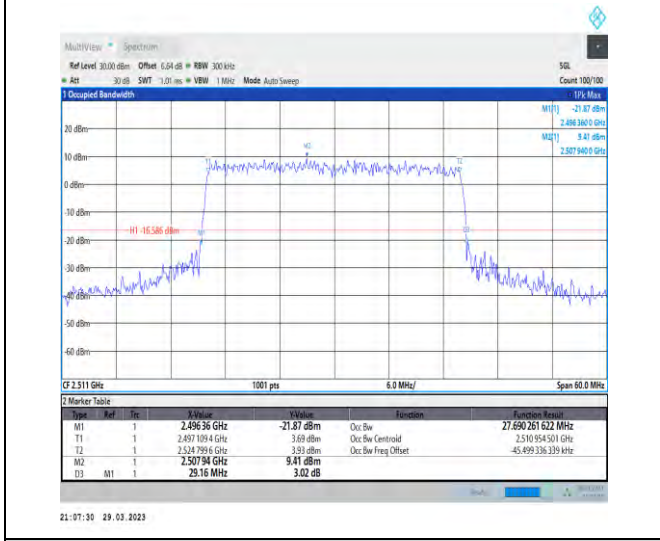 MultiView Spectrum
Ref Level 30.00 dBm Offset 6.64 dB RBW 300 kHz SGL
Att 30 dB SWT 1.01 ms VBW 1 MHz Mode Auto Sweep Count 100/100
1 Occupied Bandwidth 1Pk Max
M1[1] -21.87 dBm
2.496 360 0 GHz
M2[1] 9.41 dBm
2.507 940 0 GHz
20 dBm
M2
10 dBm
T1 T2
0 dBm
-10 dBm
H1 -16.586 dBm
M1 D3
-20 dBm
-30 dBm
-40 dBm
-50 dBm
-60 dBm
CF 2.511 GHz 1001 pts 6.0 MHz/ Span 60.0 MHz
2 Marker Table
Type Ref Trc X-Value Y-Value Function Function Result
M1 1 2.496 36 GHz -21.87 dBm Occ Bw 27.690 261 622 MHz
T1 1 2.497 109 4 GHz 3.69 dBm Occ Bw Centroid 2.510 954 501 GHz
T2 1 2.524 799 6 GHz 3.93 dBm Occ Bw Freq Offset -45.499 336 339 kHz
M2 1 2.507 94 GHz 9.41 dBm
D3 M1 1 29.16 MHz 3.02 dB
21:07:30 29.03.2023